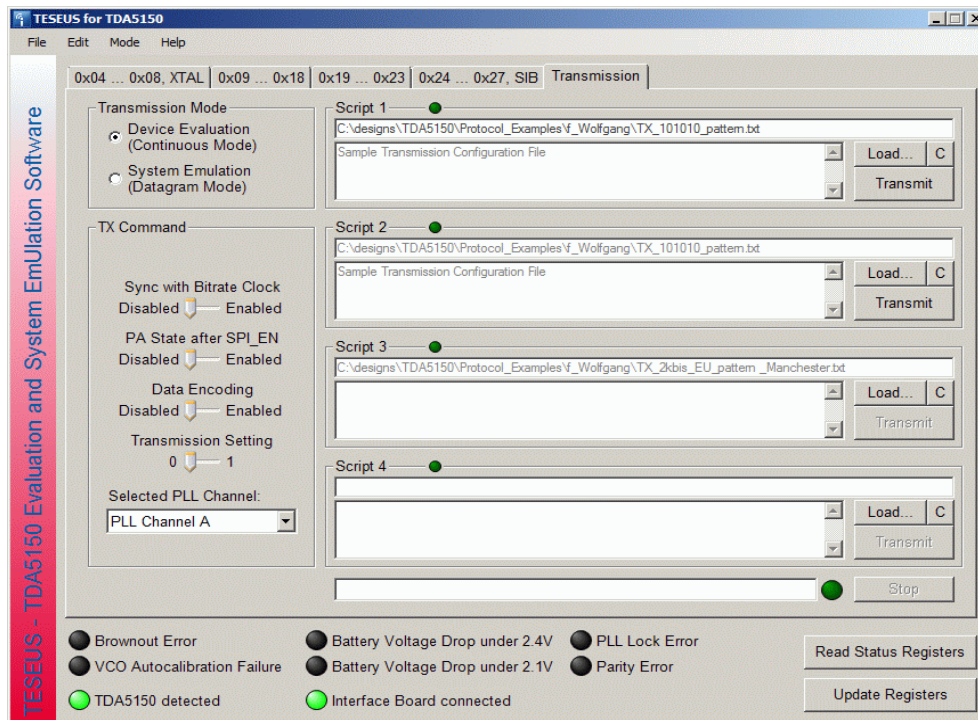 TESEUS for TDA5150
File Edit Mode Help
0x04 ... 0x08, XTAL 0x09 ... 0x18 0x19 ... 0x23 0x24 ... 0x27, SIB Transmission
TESEUS - TDA5150 Evaluation and System EmUlation Software
Transmission Mode
Device Evaluation
(Continuous Mode)
System Emulation
(Datagram Mode)
TX Command
Sync with Bitrate Clock
Disabled Enabled
PA State after SPI_EN
Disabled Enabled
Data Encoding
Disabled Enabled
Transmission Setting
0 1
Selected PLL Channel:
PLL Channel A
Script 1
C:\designs\TDA5150\Protocol_Examples\f_Wolfgang\TX_101010_pattern.txt
Sample Transmission Configuration File
Load... C
Transmit
Script 2
C:\designs\TDA5150\Protocol_Examples\f_Wolfgang\TX_101010_pattern.txt
Sample Transmission Configuration File
Load... C
Transmit
Script 3
C:\designs\TDA5150\Protocol_Examples\f_Wolfgang\TX_2kbis_EU_pattern _Manchester.txt
Load... C
Transmit
Script 4
Load... C
Transmit
Stop
Brownout Error
Battery Voltage Drop under 2.4V
PLL Lock Error
VCO Autocalibration Failure
Battery Voltage Drop under 2.1V
Parity Error
TDA5150 detected
Interface Board connected
Read Status Registers
Update Registers